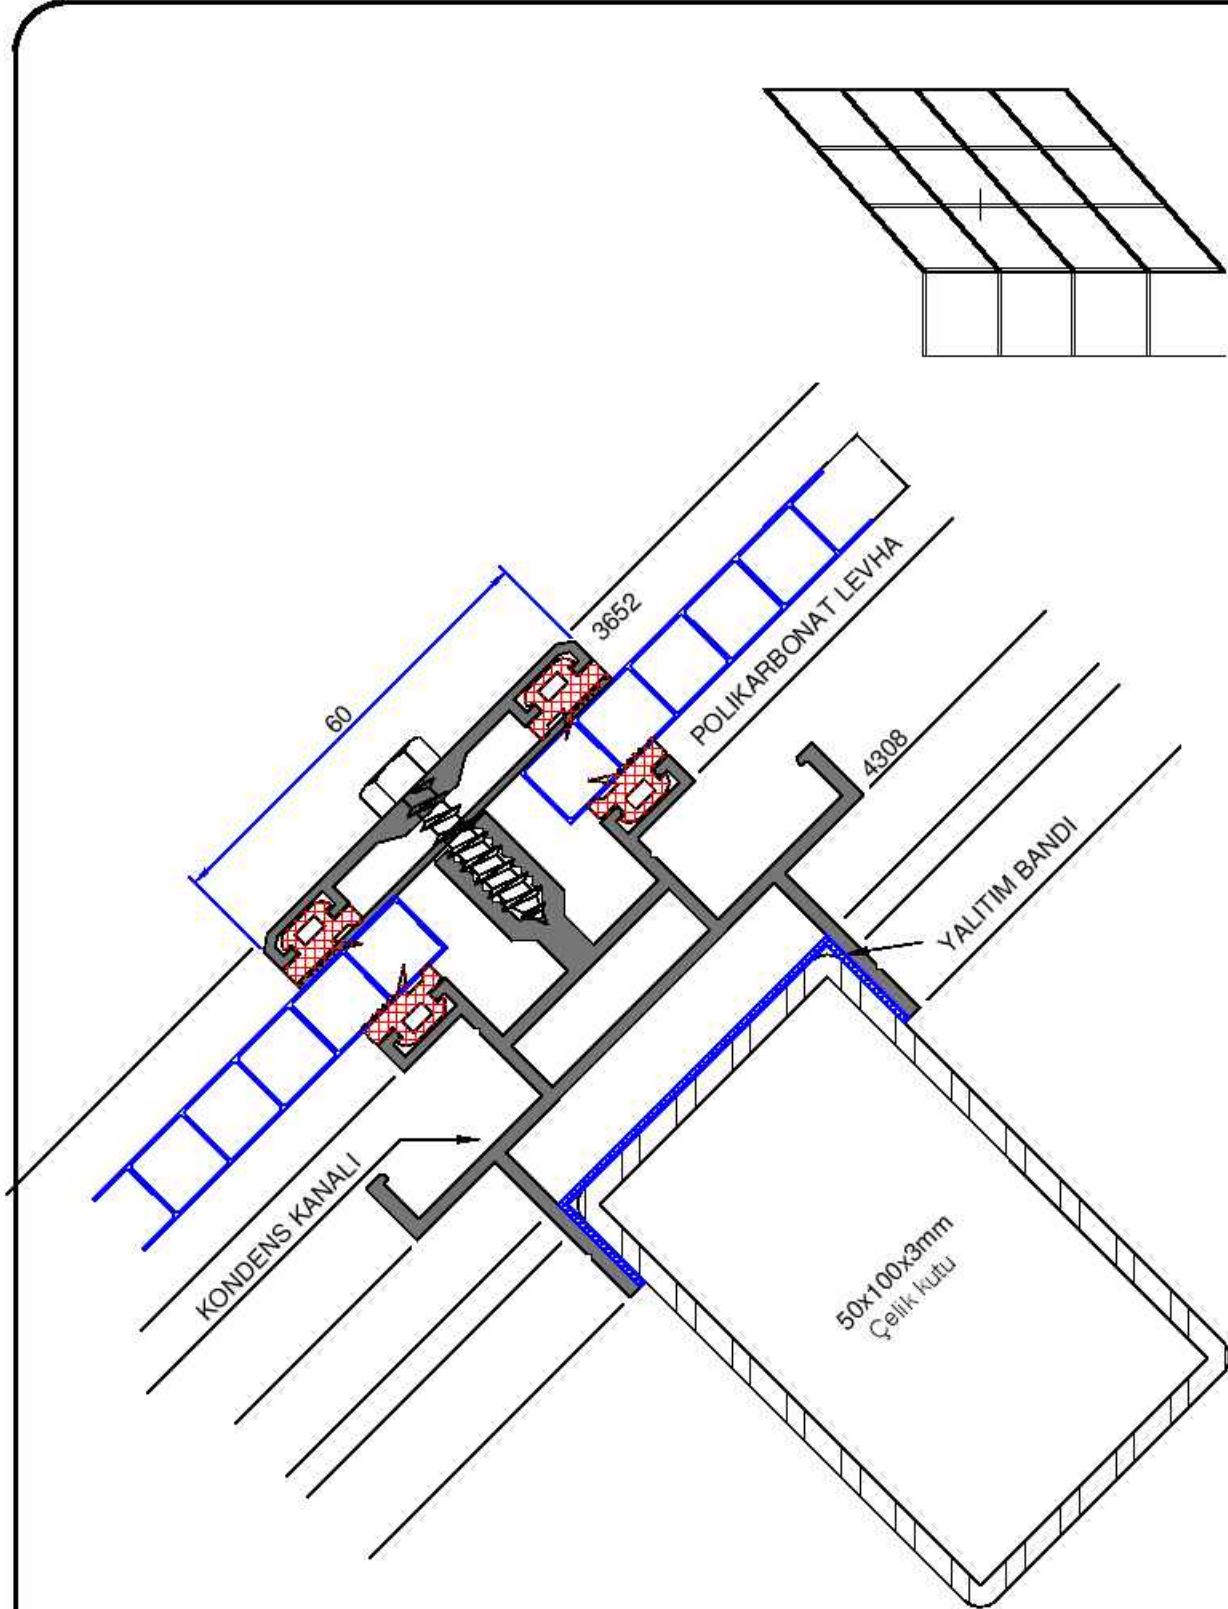 3652
60
POLIKARBONAT LEVHA
4308
YALITIM BANDI
KONDENS KANALI
50x100x3mm
Çelik kutu